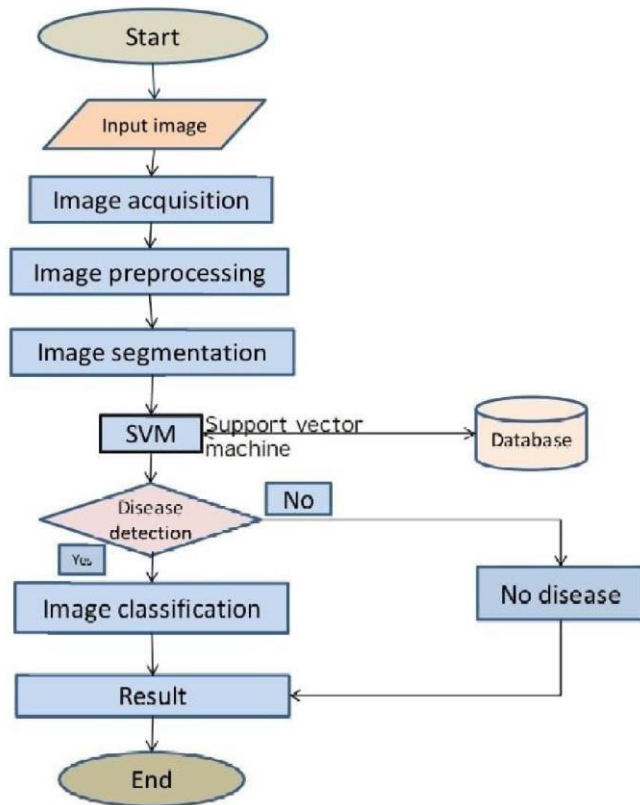 Start
Input image
Image acquisition
Image preprocessing
Image segmentation
SVM
Support vector
machine
Database
Disease
detection
No
Yes
Image classification
No disease
Result
End